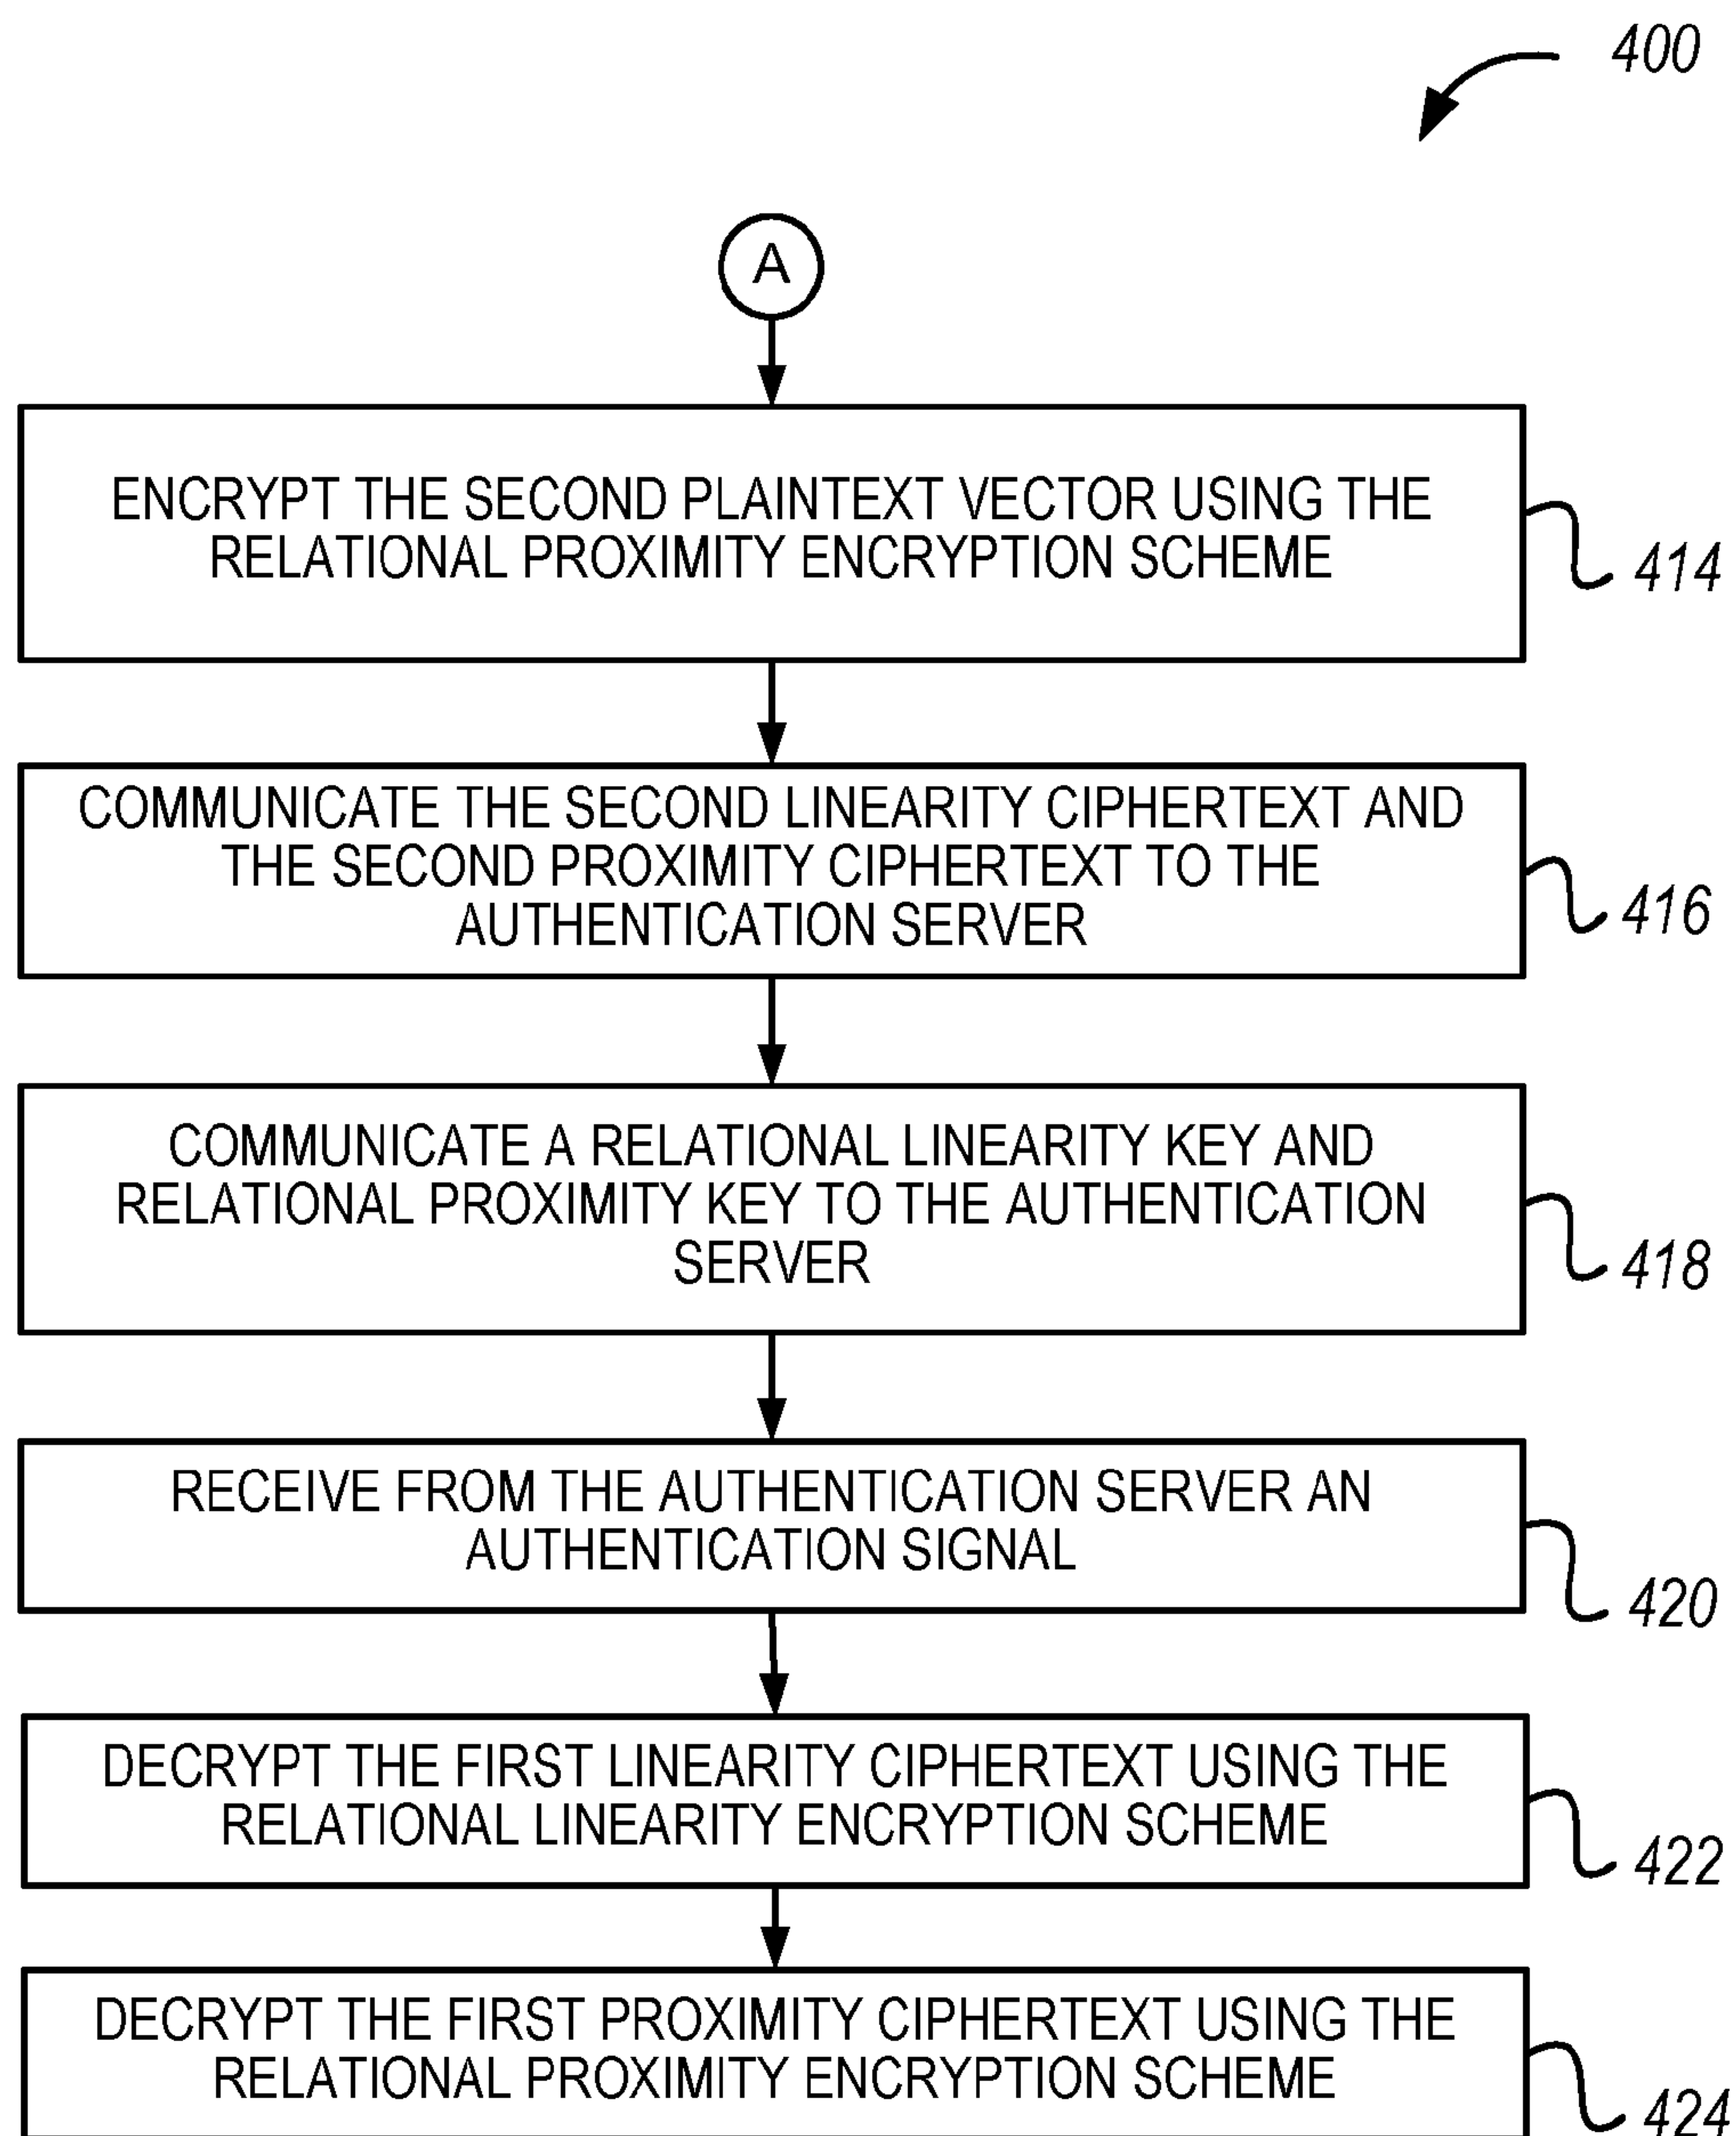 400
A
ENCRYPT THE SECOND PLAINTEXT VECTOR USING THE
RELATIONAL PROXIMITY ENCRYPTION SCHEME
414
COMMUNICATE THE SECOND LINEARITY CIPHERTEXT AND
THE SECOND PROXIMITY CIPHERTEXT TO THE
AUTHENTICATION SERVER
416
COMMUNICATE A RELATIONAL LINEARITY KEY AND
RELATIONAL PROXIMITY KEY TO THE AUTHENTICATION
SERVER
418
RECEIVE FROM THE AUTHENTICATION SERVER AN
AUTHENTICATION SIGNAL
420
DECRYPT THE FIRST LINEARITY CIPHERTEXT USING THE
RELATIONAL LINEARITY ENCRYPTION SCHEME
422
DECRYPT THE FIRST PROXIMITY CIPHERTEXT USING THE
RELATIONAL PROXIMITY ENCRYPTION SCHEME
424